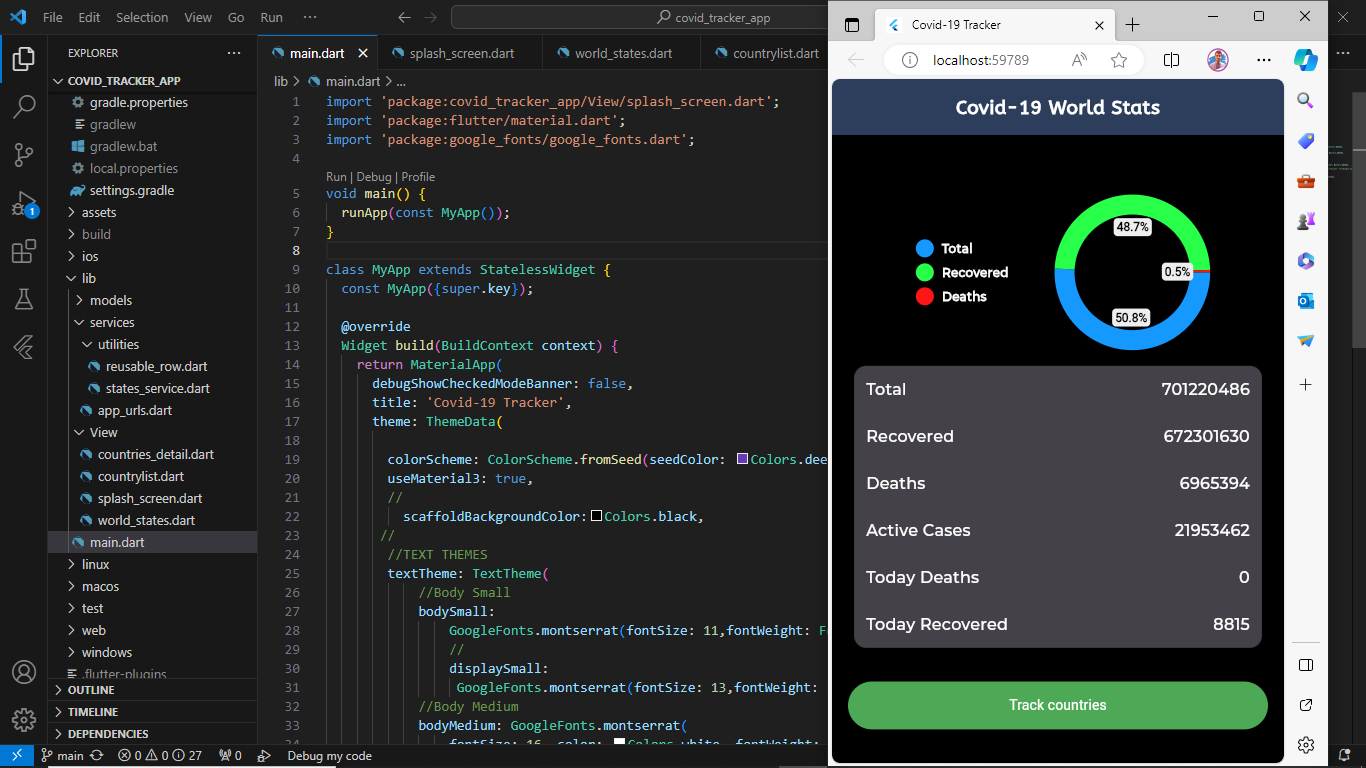 File Edit Selection View Go Run ···
covid_tracker_app
EXPLORER
COVID_TRACKER_APP
gradle.properties
gradlew
gradlew.bat
local.properties
settings.gradle
assets
build
ios
lib
models
services
utilities
reusable_row.dart
states_service.dart
app_urls.dart
View
countries_detail.dart
countrylist.dart
splash_screen.dart
world_states.dart
main.dart
linux
macos
test
web
windows
.flutter-plugins
OUTLINE
TIMELINE
DEPENDENCIES
1
main.dart splash_screen.dart world_states.dart countrylist.dart
lib > main.dart > ...
1 import 'package:covid_tracker_app/View/splash_screen.dart';
2 import 'package:flutter/material.dart';
3 import 'package:google_fonts/google_fonts.dart';
4
Run | Debug | Profile
5 void main() {
6 runApp(const MyApp());
7 }
8
9 class MyApp extends StatelessWidget {
10 const MyApp({super.key});
11
12 @override
13 Widget build(BuildContext context) {
14 return MaterialApp(
15 debugShowCheckedModeBanner: false,
16 title: 'Covid-19 Tracker',
17 theme: ThemeData(
18
19 colorScheme: ColorScheme.fromSeed(seedColor: Colors.dee
20 useMaterial3: true,
21 //
22 scaffoldBackgroundColor: Colors.black,
23 //
24 //TEXT THEMES
25 textTheme: TextTheme(
26 //Body Small
27 bodySmall:
28 GoogleFonts.montserrat(fontSize: 11,fontWeight: F
29 //
30 displaySmall:
31 GoogleFonts.montserrat(fontSize: 13,fontWeight:
32 //Body Medium
33 bodyMedium: GoogleFonts.montserrat(
34 fontSize: 16, color: Colors.white, fontWeight:
main 0 0 27 0 Debug my code
Covid-19 Tracker
localhost:59789
Covid-19 World Stats
Total
Recovered
Deaths
48.7%
0.5%
50.8%
Total 701220486
Recovered 672301630
Deaths 6965394
Active Cases 21953462
Today Deaths 0
Today Recovered 8815
Track countries